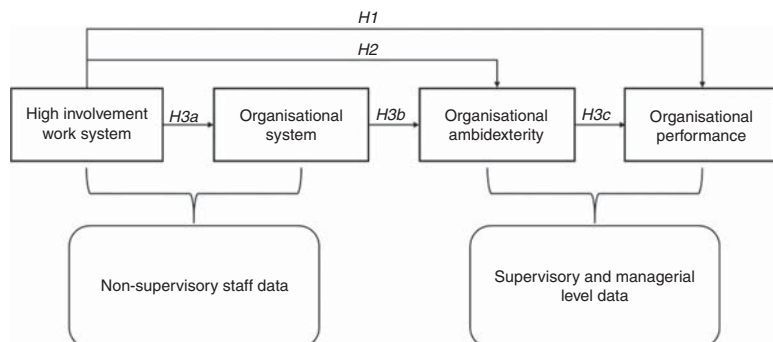 H1
H2
High involvement
work system
H3a
Organisational
system
H3b
Organisational
ambidexterity
H3c
Organisational
performance
Non-supervisory staff data
Supervisory and managerial
level data